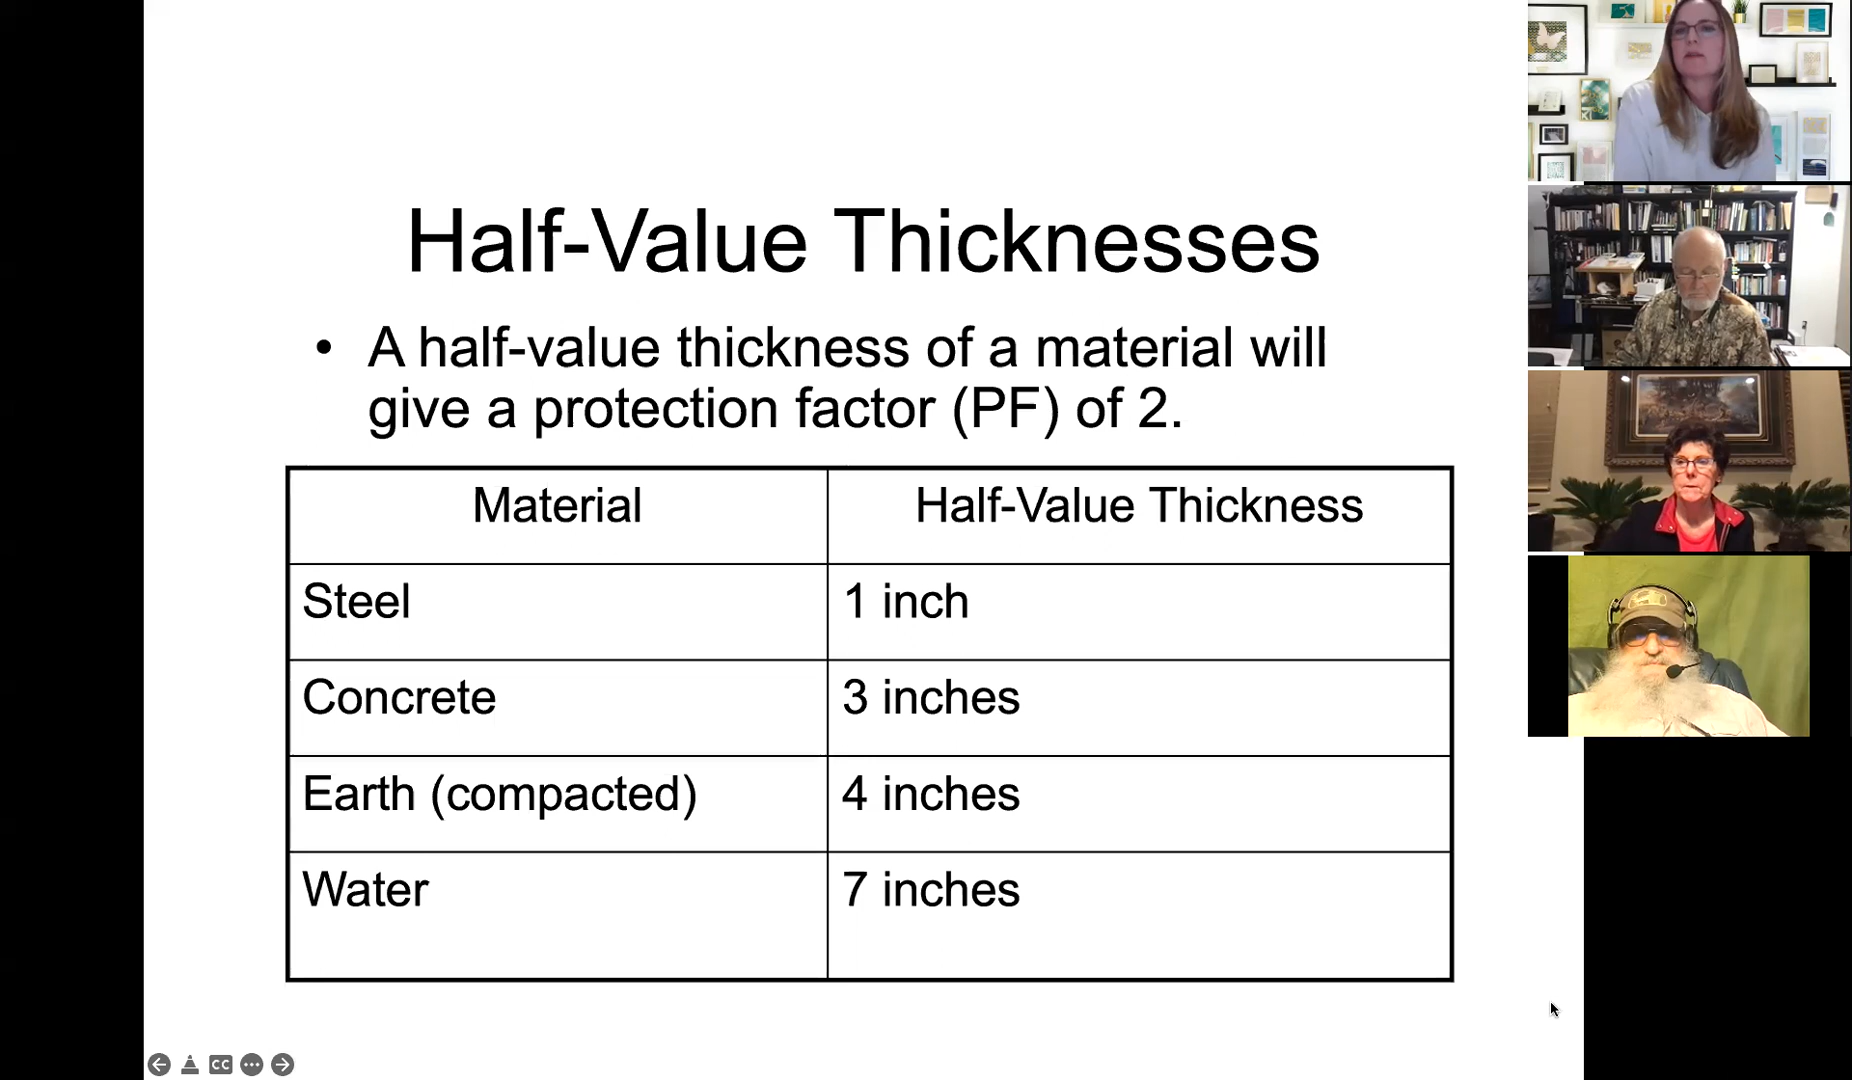 Half-Value Thicknesses
• A half-value thickness of a material will
give a protection factor (PF) of 2.
Material Half-Value Thickness
Steel 1 inch
Concrete 3 inches
Earth (compacted) 4 inches
Water 7 inches
CC